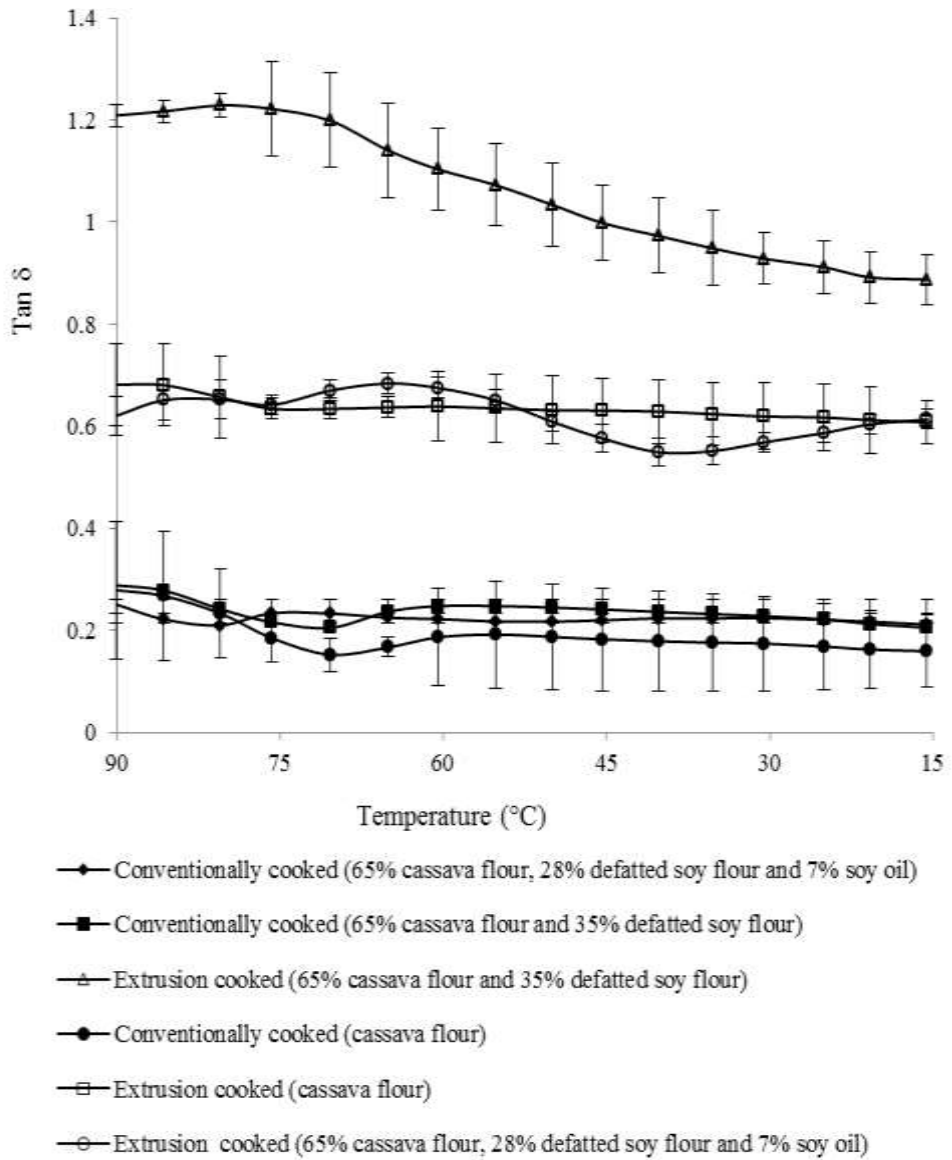 1.4
1.2
1
0.8
0.6
0.4
0.2
0
Tan δ
90 75 60 45 30 15
Temperature (°C)
Conventionally cooked (65% cassava flour, 28% defatted soy flour and 7% soy oil)
Conventionally cooked (65% cassava flour and 35% defatted soy flour)
Extrusion cooked (65% cassava flour and 35% defatted soy flour)
Conventionally cooked (cassava flour)
Extrusion cooked (cassava flour)
Extrusion cooked (65% cassava flour, 28% defatted soy flour and 7% soy oil)